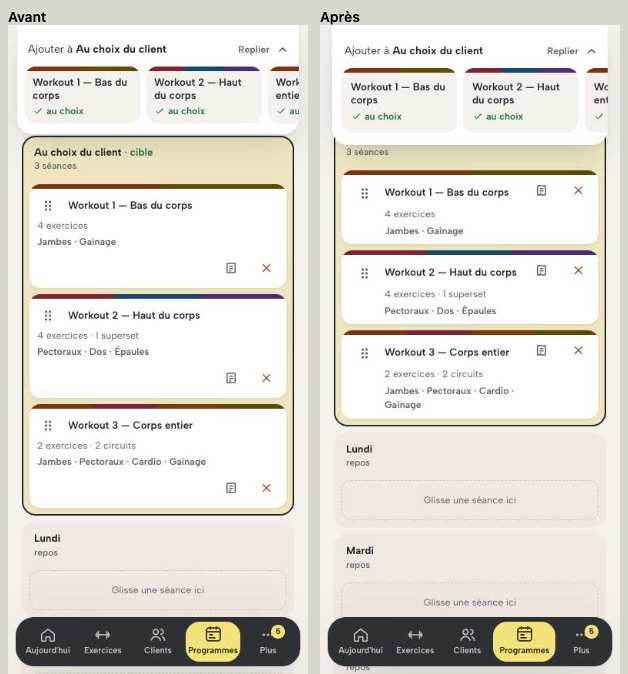 Avant
Ajouter à Au choix du client
Replier
Workout 1 — Bas du corps
✓ au choix
Workout 2 — Haut du corps
✓ au choix
Au choix du client · cible
3 séances
Workout 1 — Bas du corps
4 exercices
Jambes · Gainage
Workout 2 — Haut du corps
4 exercices · 1 superset
Pectoraux · Dos · Épaules
Workout 3 — Corps entier
2 exercices · 2 circuits
Jambes · Pectoraux · Cardio · Gainage
Lundi
repos
Glisse une séance ici
Aujourd'hui
Exercices
Clients
Programmes
5
Plus
Après
Ajouter à Au choix du client
Replier
Workout 1 — Bas du corps
✓ au choix
Workout 2 — Haut du corps
✓ au choix
3 séances
Workout 1 — Bas du corps
4 exercices
Jambes · Gainage
Workout 2 — Haut du corps
4 exercices · 1 superset
Pectoraux · Dos · Épaules
Workout 3 — Corps entier
2 exercices · 2 circuits
Jambes · Pectoraux · Cardio ·
Gainage
Lundi
repos
Glisse une séance ici
Mardi
repos
Glisse une séance ici
Aujourd'hui
Exercices
Clients
Programmes
5
Plus
repos